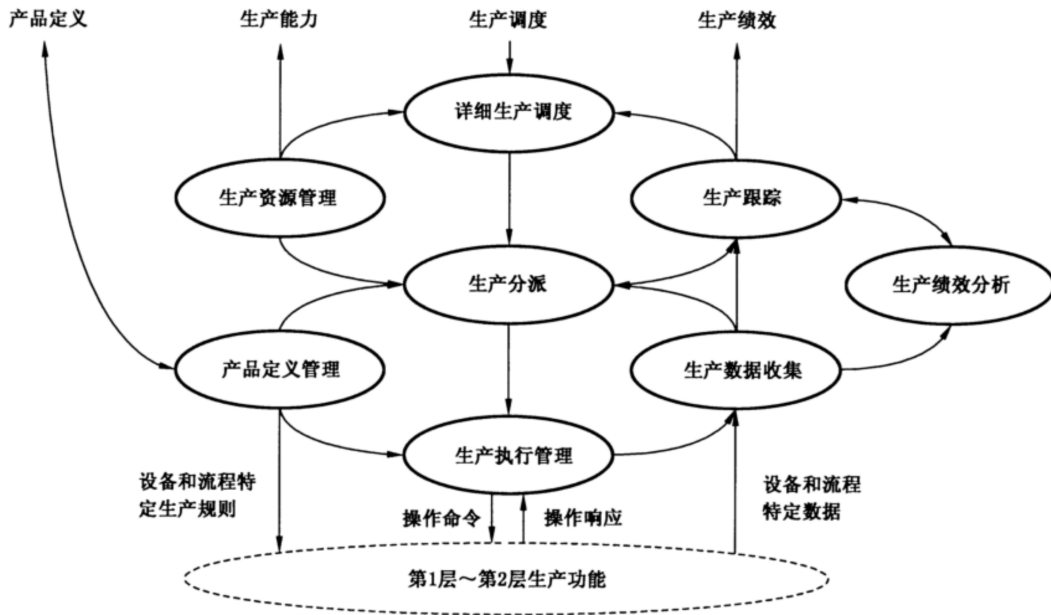 产品定义
生产能力
生产调度
生产绩效
详细生产调度
生产资源管理
生产跟踪
生产分派
生产绩效分析
产品定义管理
生产数据收集
生产执行管理
设备和流程特
定生产规则
操作命令
操作响应
设备和流程
特定数据
第1层～第2层生产功能